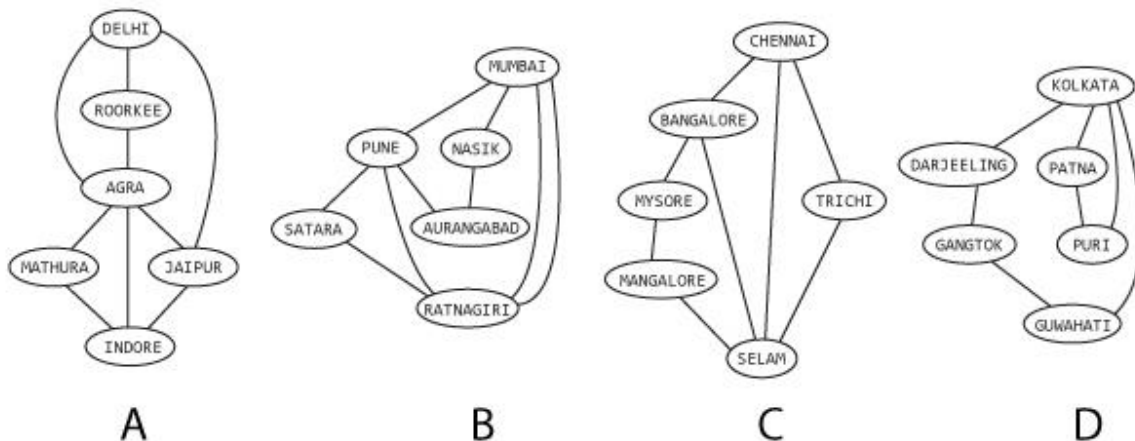 DELHI
ROORKEE
AGRA
MATHURA
JAIPUR
INDORE
A
MUMBAI
PUNE
NASIK
SATARA
AURANGABAD
RATNAGIRI
B
CHENNAI
BANGALORE
MYSORE
TRICHI
MANGALORE
SELAM
C
KOLKATA
DARJEELING
PATNA
GANGTOK
PURI
GUWAHATI
D